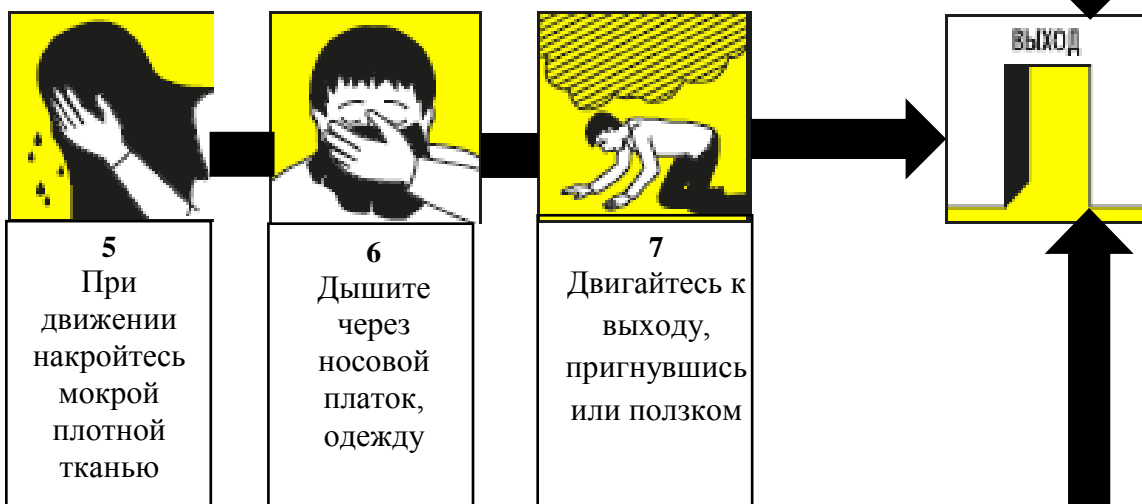 ВЫХОД
5
При
движении
накройтесь
мокрой
плотной
тканью
6
Дышите
через
носовой
платок,
одежду
7
Двигайтесь к
выходу,
пригнувшись
или ползком